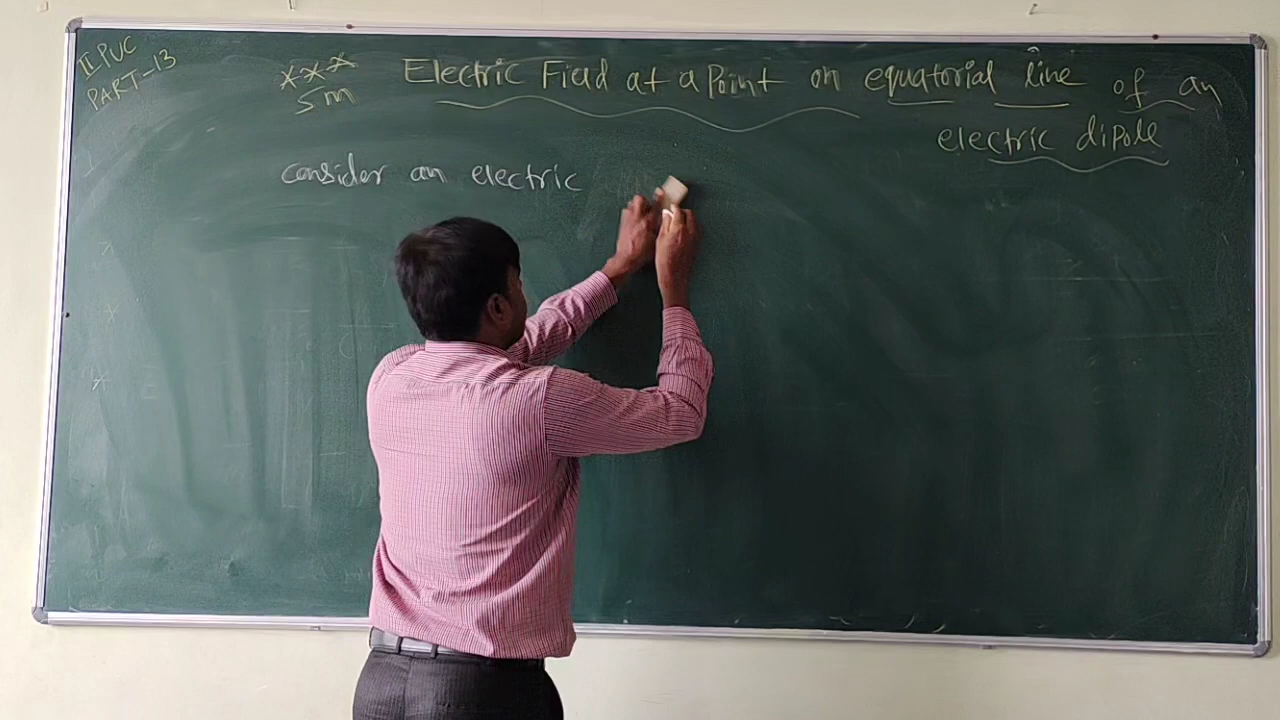 II PUC
PART-13
***
5m
Electric Field at a Point on equatorial line of an
electric dipole
consider an electric